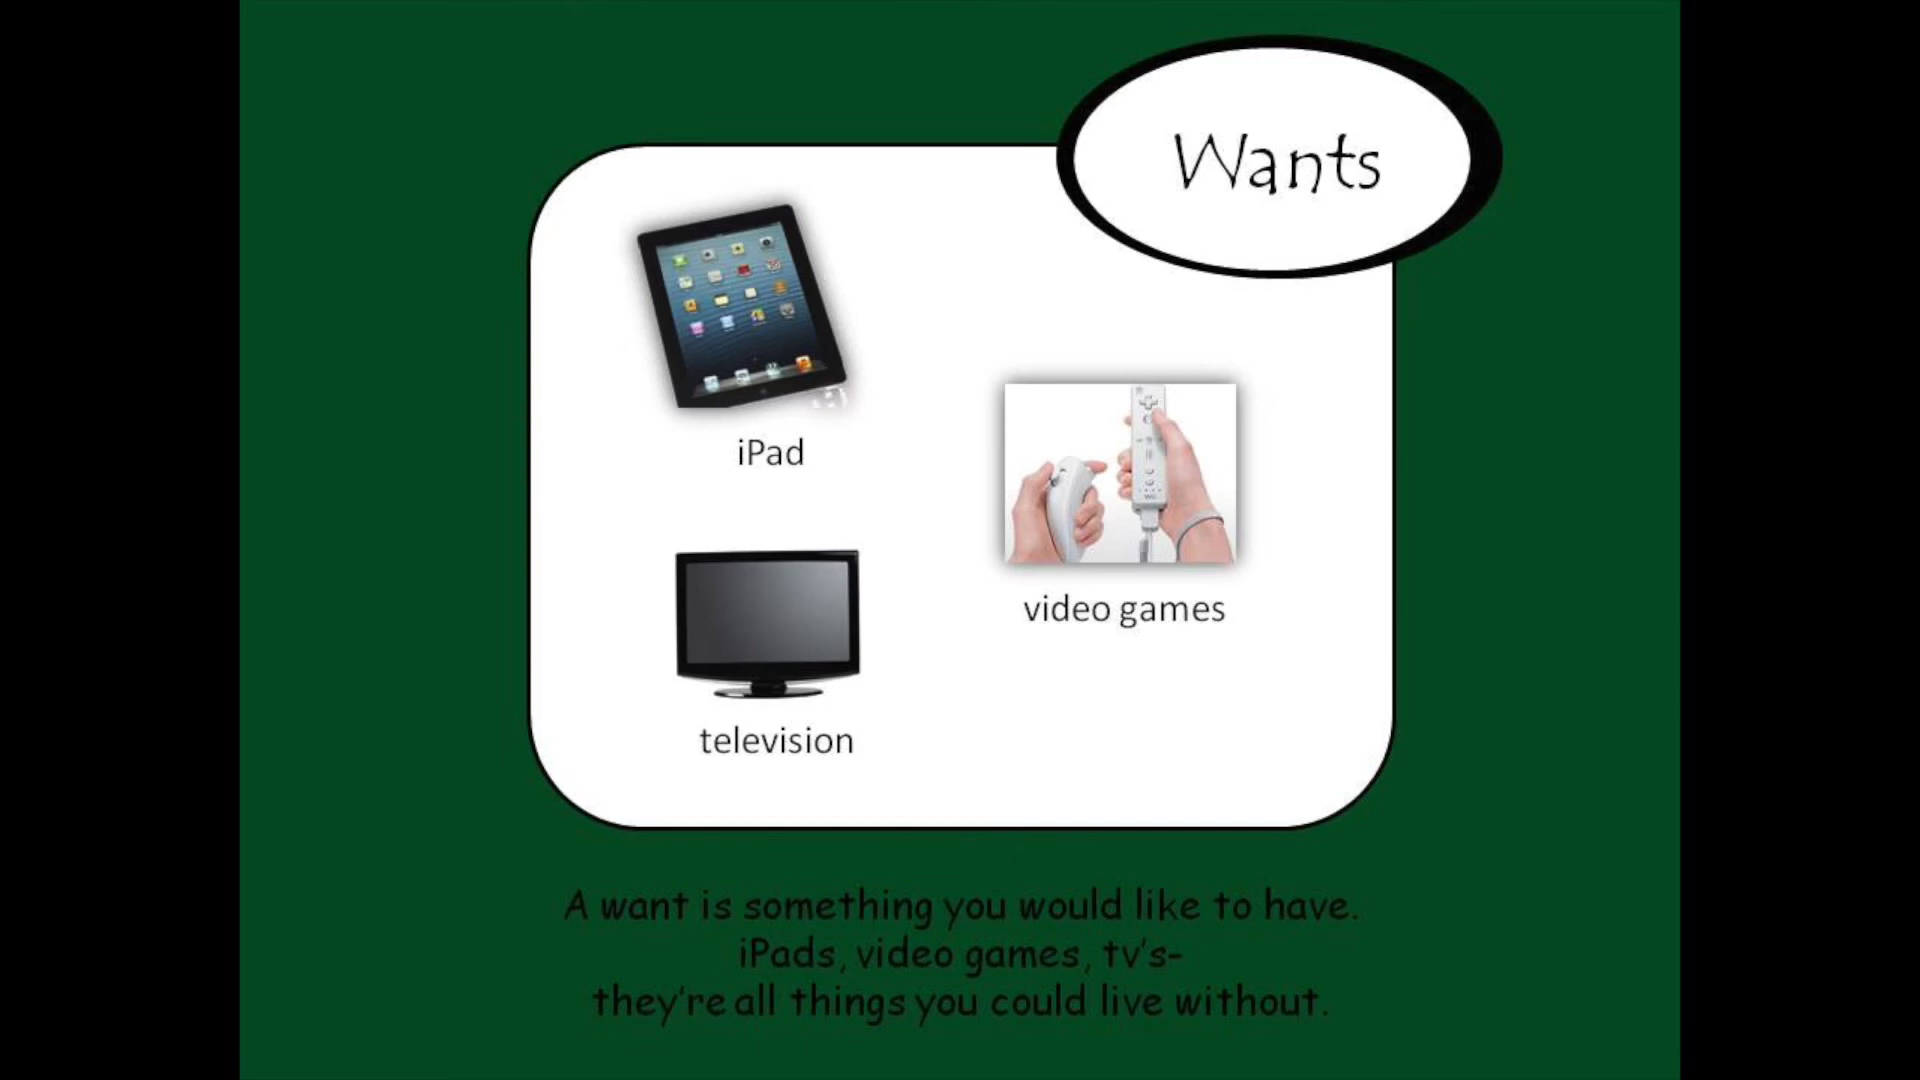 Wants
iPad
video games
television
A want is something you would like to have.
iPads, video games, tv's-
they're all things you could live without.